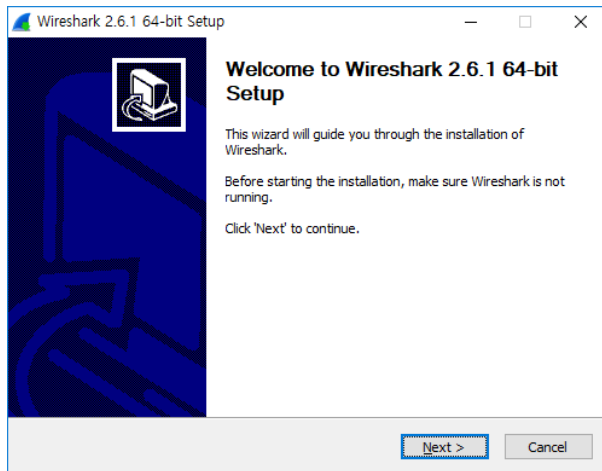 Wireshark 2.6.1 64-bit Setup
Welcome to Wireshark 2.6.1 64-bit
Setup
This wizard will guide you through the installation of
Wireshark.
Before starting the installation, make sure Wireshark is not
running.
Click 'Next' to continue.
Next >
Cancel